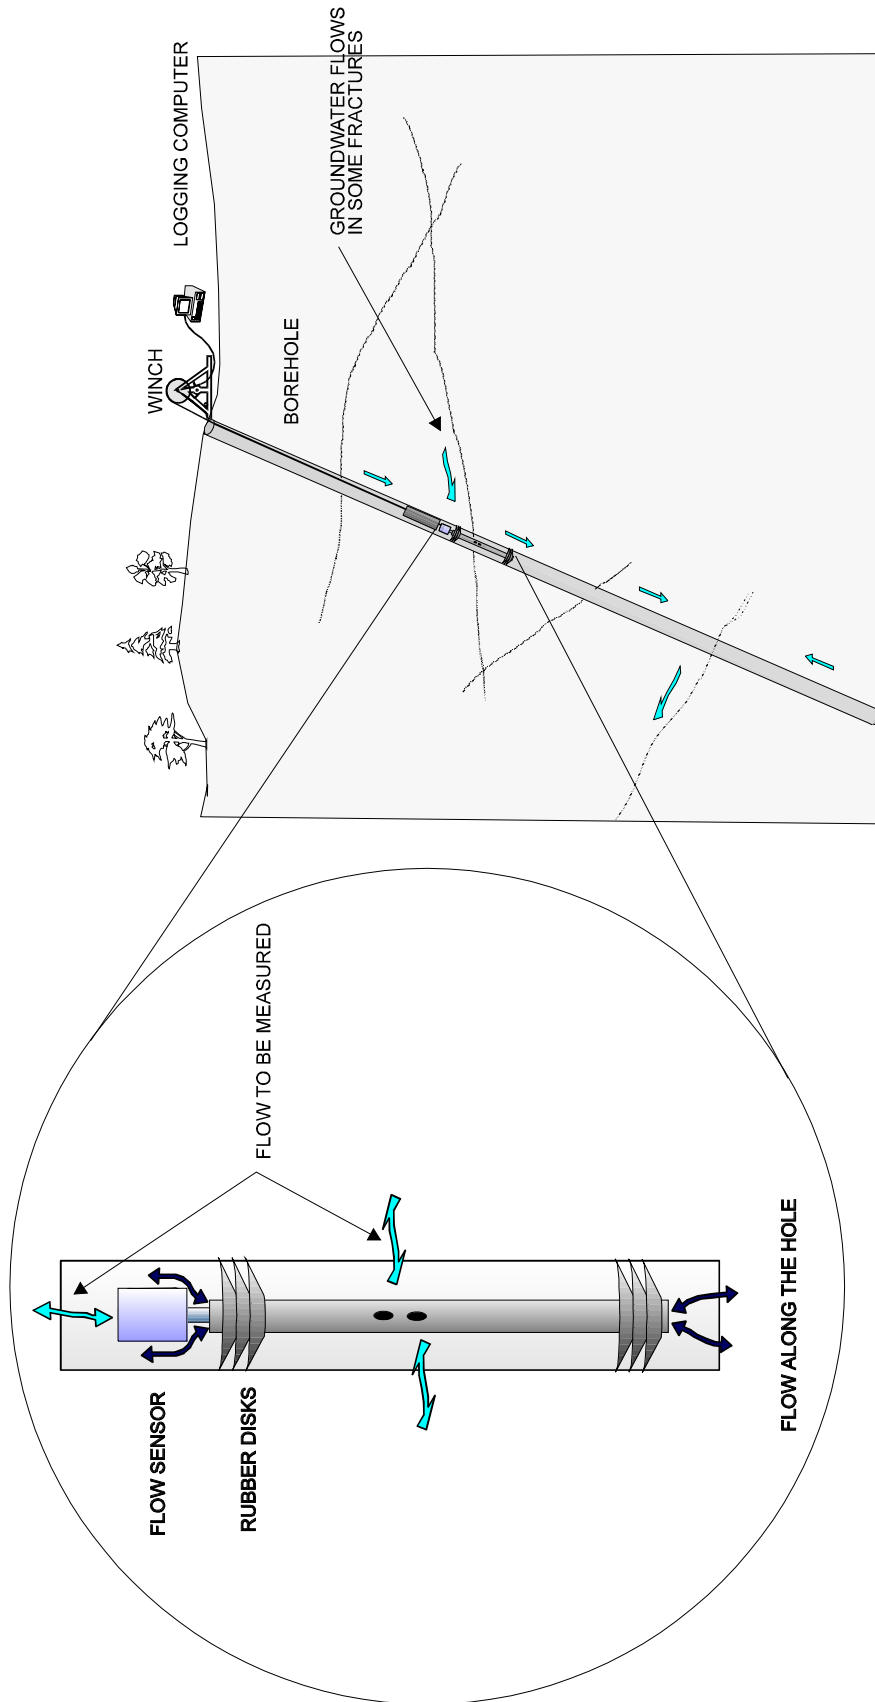 WINCH
LOGGING COMPUTER
BOREHOLE
GROUNDWATER FLOWS
IN SOME FRACTURES
FLOW TO BE MEASURED
FLOW SENSOR
RUBBER DISKS
FLOW ALONG THE HOLE